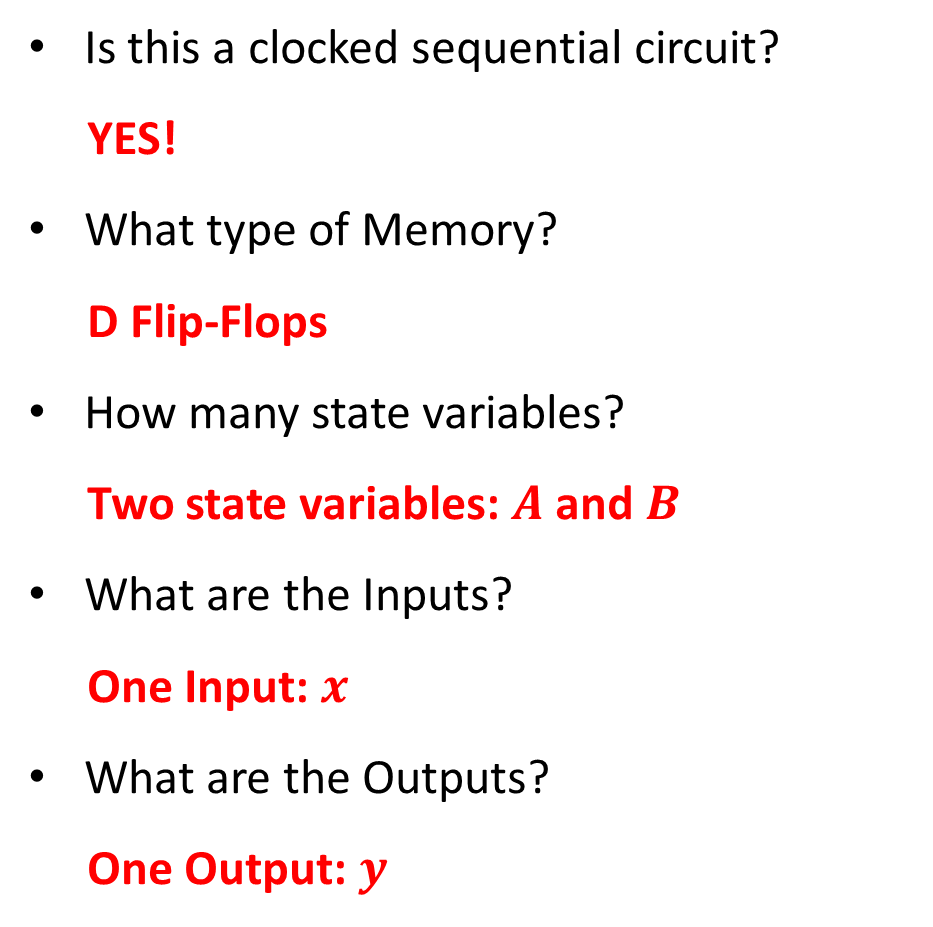 • Is this a clocked sequential circuit?
YES!
• What type of Memory?
D Flip-Flops
• How many state variables?
Two state variables: A and B
• What are the Inputs?
One Input: x
• What are the Outputs?
One Output: y